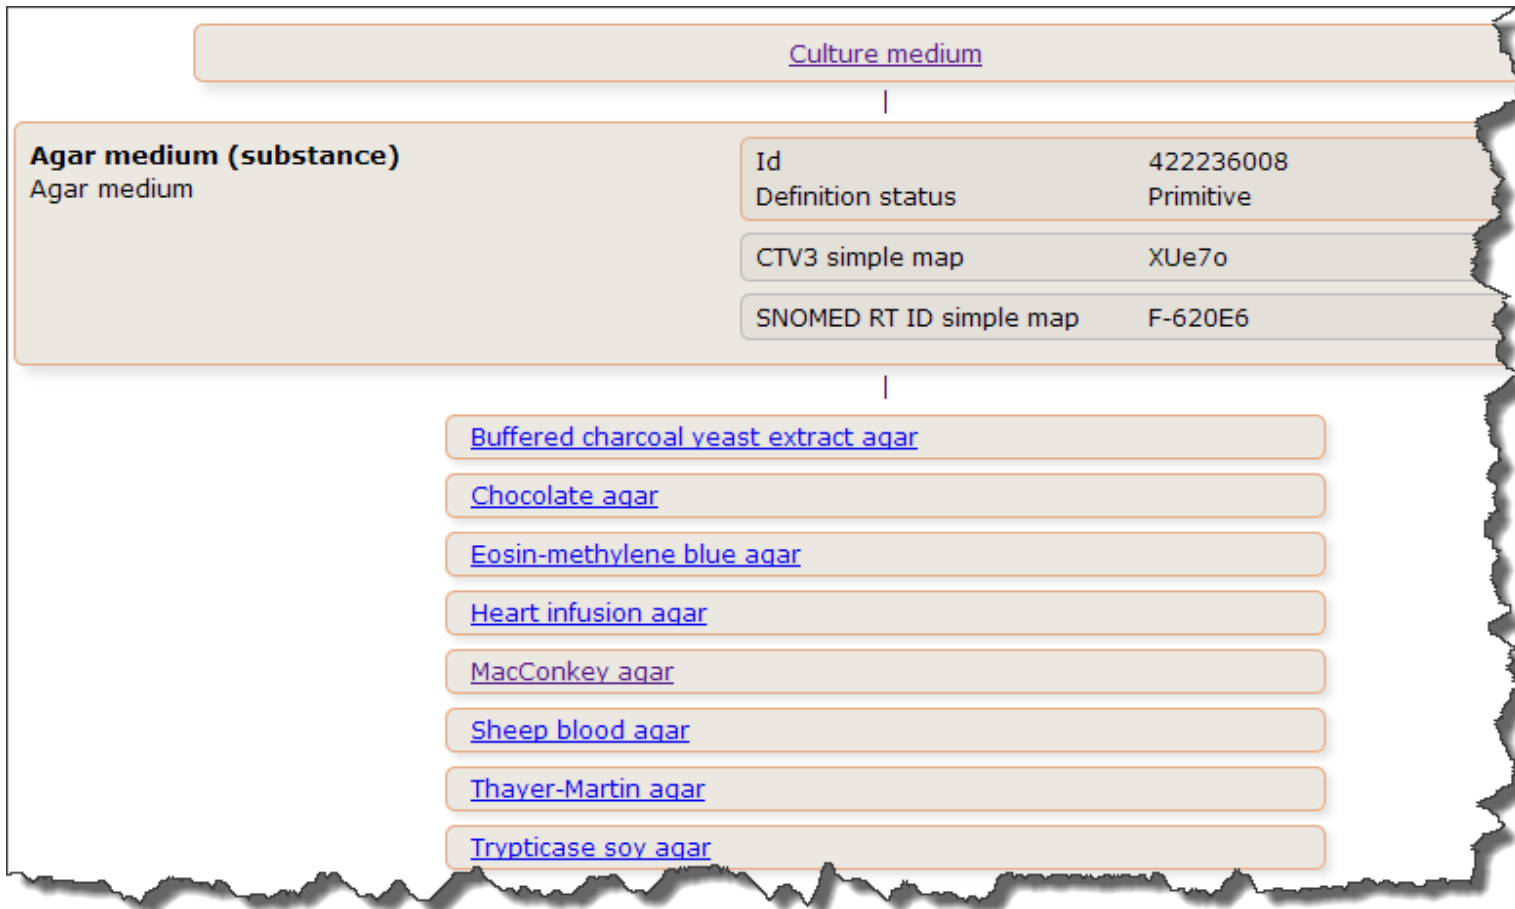 Culture medium
Agar medium (substance)
Agar medium
Id 422236008
Definition status Primitive
CTV3 simple map XUe7o
SNOMED RT ID simple map F-620E6
Buffered charcoal yeast extract agar
Chocolate agar
Eosin-methylene blue agar
Heart infusion agar
MacConkey agar
Sheep blood agar
Thayer-Martin agar
Trypticase soy agar